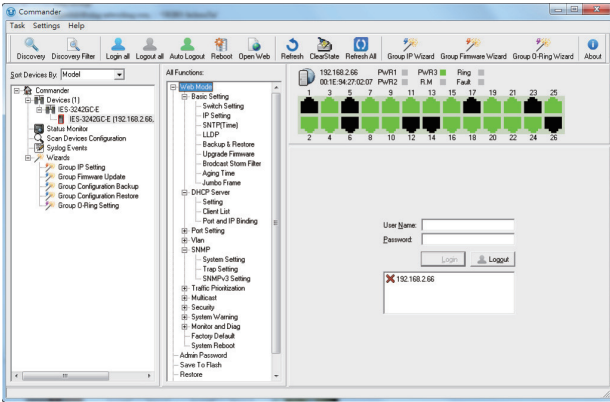 Commander
Task Settings Help
Discovery Discovery Filter Login all Logout all Auto Logout Reboot Open Web Refresh ClearState Refresh All Group IP Wizard Group Firmware Wizard Group O-Ring Wizard About
Sort Devices By: Model
Commander
Devices (1)
IES-3242GC-E
IES-3242GC-E (192.168.2.66,
Status Monitor
Scan Devices Configuration
Syslog Events
Wizards
Group IP Setting
Group Firmware Update
Group Configuration Backup
Group Configuration Restore
Group O-Ring Setting
All Functions:
Web Mode
Basic Setting
Switch Setting
IP Setting
SNTP(Time)
LLDP
Backup & Restore
Upgrade Firmware
Brodcast Storm Filter
Aging Time
Jumbo Frame
DHCP Server
Setting
Client List
Port and IP Binding
Port Setting
Vlan
SNMP
System Setting
Trap Setting
SNMPv3 Setting
Traffic Prioritization
Multicast
Security
System Warning
Monitor and Diag
Factory Default
System Reboot
Admin Password
Save To Flash
Restore
192.168.2.66 PWR1 PWR3 Ring
00:1E:94:27:02:07 PWR2 R.M Fault
1 3 5 7 9 11 13 15 17 19 21 23 25
2 4 6 8 10 12 14 16 18 20 22 24 26
User Name:
Password:
Login Logout
192.168.2.66